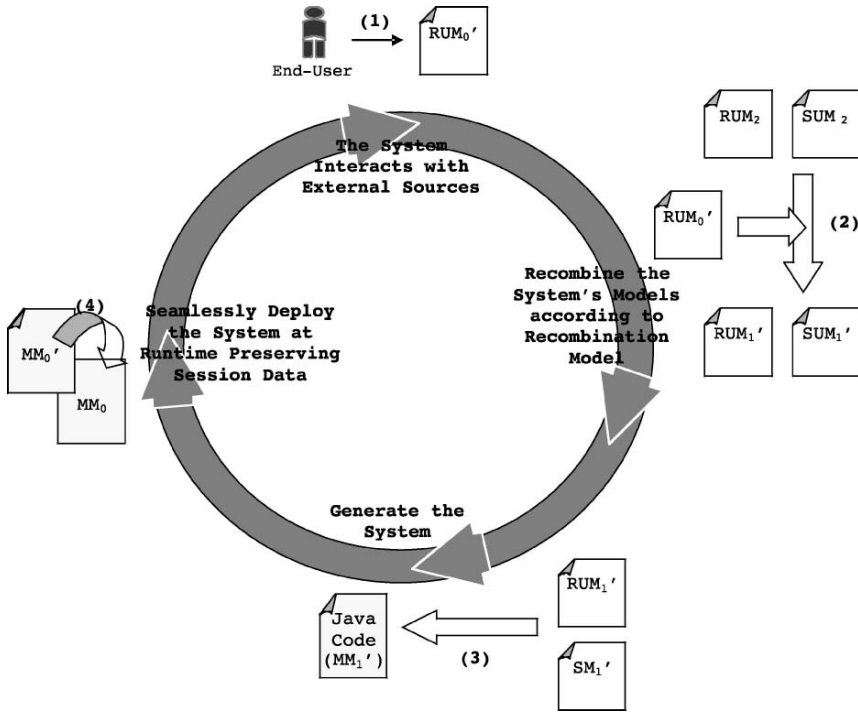 (1)
RUM₀′
End-User
The System
Interacts with
External Sources
RUM₂
SUM ₂
RUM₀′
(2)
Recombine the
System's Models
according to
Recombination
Model
RUM₁′
SUM₁′
(4)
MM₀′
MM₀
Seamlessly Deploy
the System at
Runtime Preserving
Session Data
Generate the
System
Java
Code
(MM₁′)
(3)
RUM₁′
SM₁′